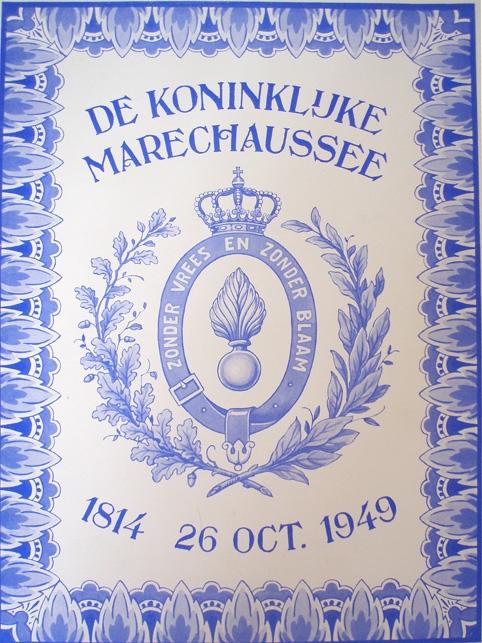 DE KONINKLIJKE
MARECHAUSSEE
ZONDER VREES EN ZONDER BLAAM
1814 26 OCT. 1949